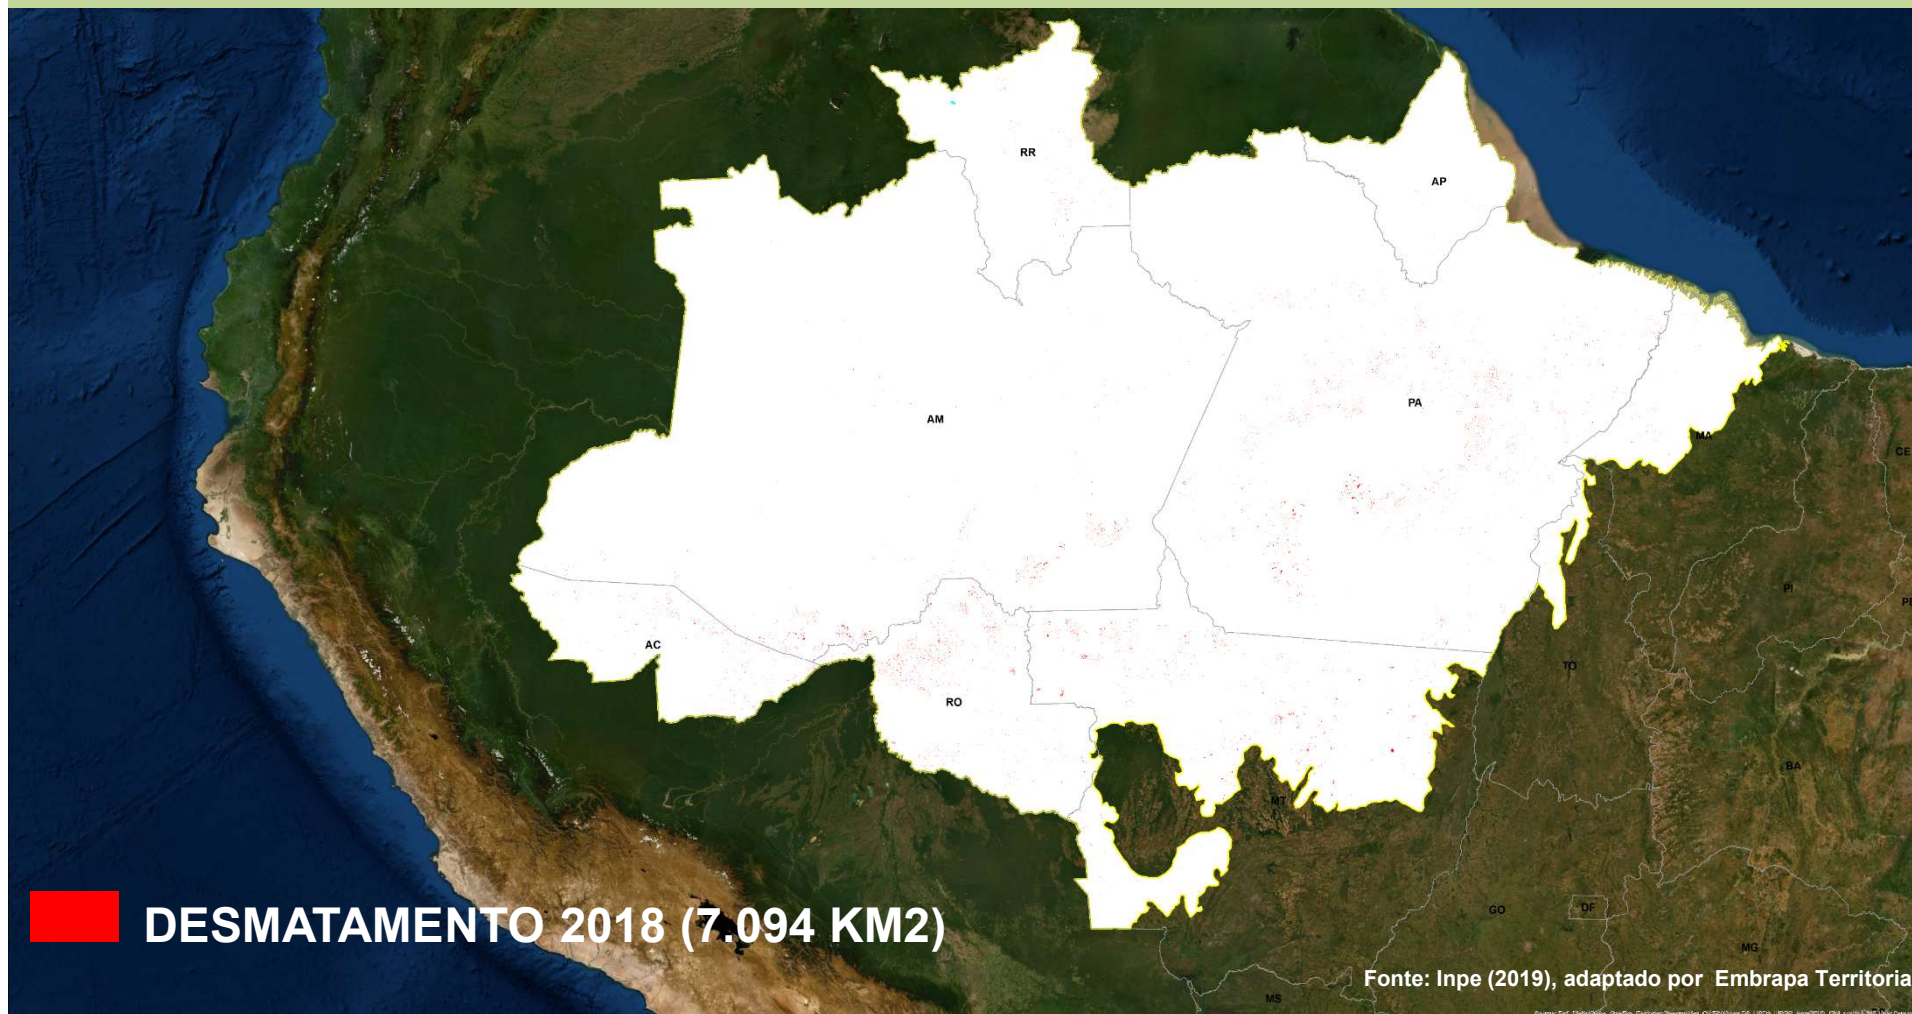 RR
AP
AM
PA
MA
CE
PI
AC
RO
TO
BA
MT
GO
DF
MG
MS
DESMATAMENTO 2018 (7.094 KM2)
Fonte: Inpe (2019), adaptado por Embrapa Territoria